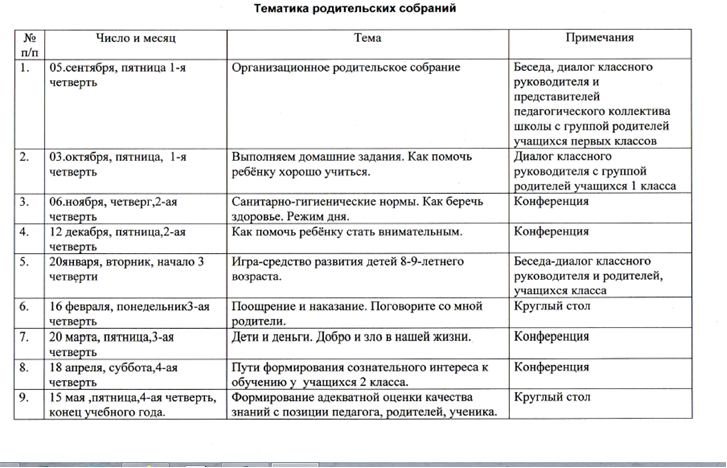 Тематика родительских собраний
№ п/п Число и месяц Тема Примечания
1. 05.сентября, пятница 1-я четверть Организационное родительское собрание Беседа, диалог классного руководителя и представителей педагогического коллектива школы с группой родителей учащихся первых классов
2. 03.октября, пятница, 1-я четверть Выполняем домашние задания. Как помочь ребёнку хорошо учиться. Диалог классного руководителя с группой родителей учащихся 1 класса
3. 06.ноября, четверг,2-ая четверть Санитарно-гигиенические нормы. Как беречь здоровье. Режим дня. Конференция
4. 12 декабря, пятница,2-ая четверть Как помочь ребёнку стать внимательным. Конференция
5. 20января, вторник, начало 3 четверти Игра-средство развития детей 8-9-летнего возраста. Беседа-диалог классного руководителя и родителей, учащихся класса
6. 16 февраля, понедельник3-ая четверть Поощрение и наказание. Поговорите со мной родители. Круглый стол
7. 20 марта, пятница,3-ая четверть Дети и деньги. Добро и зло в нашей жизни. Конференция
8. 18 апреля, суббота,4-ая четверть Пути формирования сознательного интереса к обучению у учащихся 2 класса. Конференция
9. 15 мая ,пятница,4-ая четверть, конец учебного года. Формирование адекватной оценки качества знаний с позиции педагога, родителей, ученика. Круглый стол